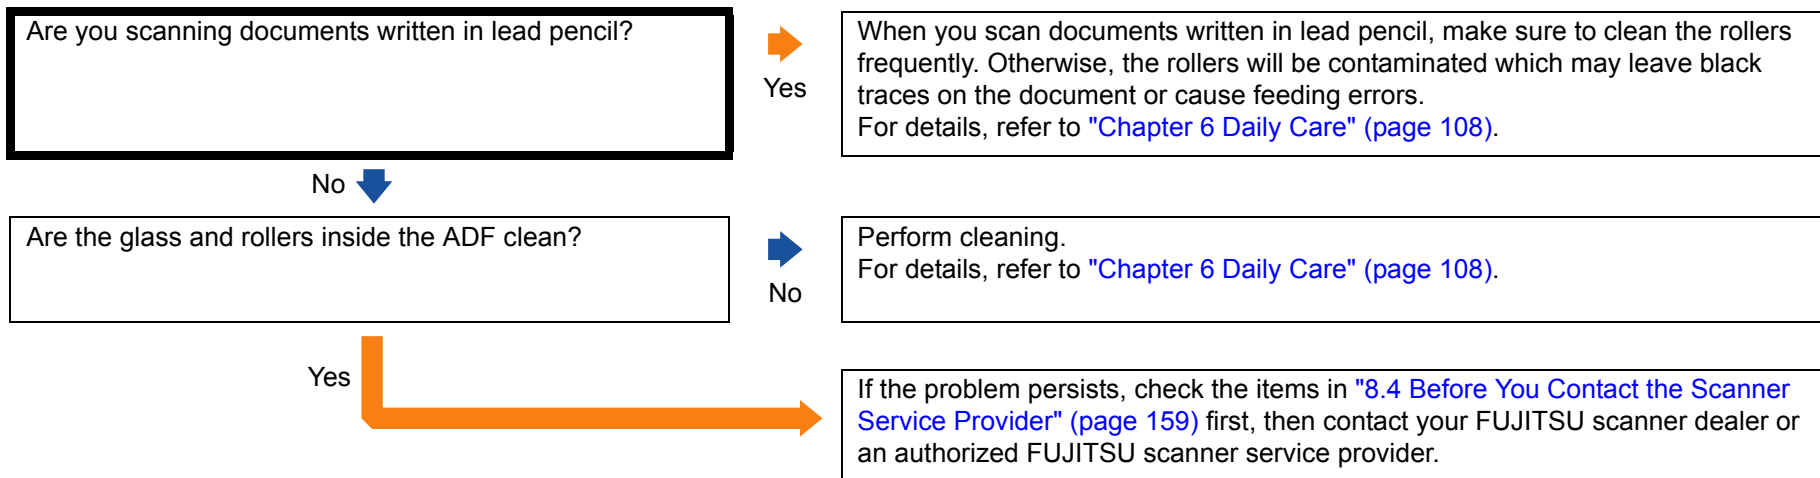 Are you scanning documents written in lead pencil?
Yes
When you scan documents written in lead pencil, make sure to clean the rollers
frequently. Otherwise, the rollers will be contaminated which may leave black
traces on the document or cause feeding errors.
For details, refer to "Chapter 6 Daily Care" (page 108).
No
Are the glass and rollers inside the ADF clean?
No
Perform cleaning.
For details, refer to "Chapter 6 Daily Care" (page 108).
Yes
If the problem persists, check the items in "8.4 Before You Contact the Scanner
Service Provider" (page 159) first, then contact your FUJITSU scanner dealer or
an authorized FUJITSU scanner service provider.